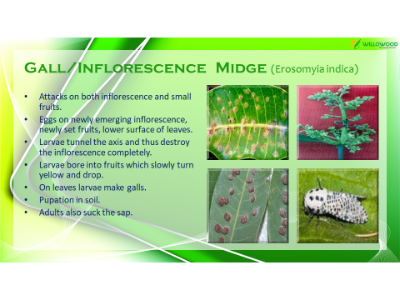 WILLOWOOD
GALL/INFLORESCENCE MIDGE (Erosomyia indica)
• Attacks on both inflorescence and small
fruits.
• Eggs on newly emerging inflorescence,
newly set fruits, lower surface of leaves.
• Larvae tunnel the axis and thus destroy
the inflorescence completely.
• Larvae bore into fruits which slowly turn
yellow and drop.
• On leaves larvae make galls.
• Pupation in soil.
• Adults also suck the sap.